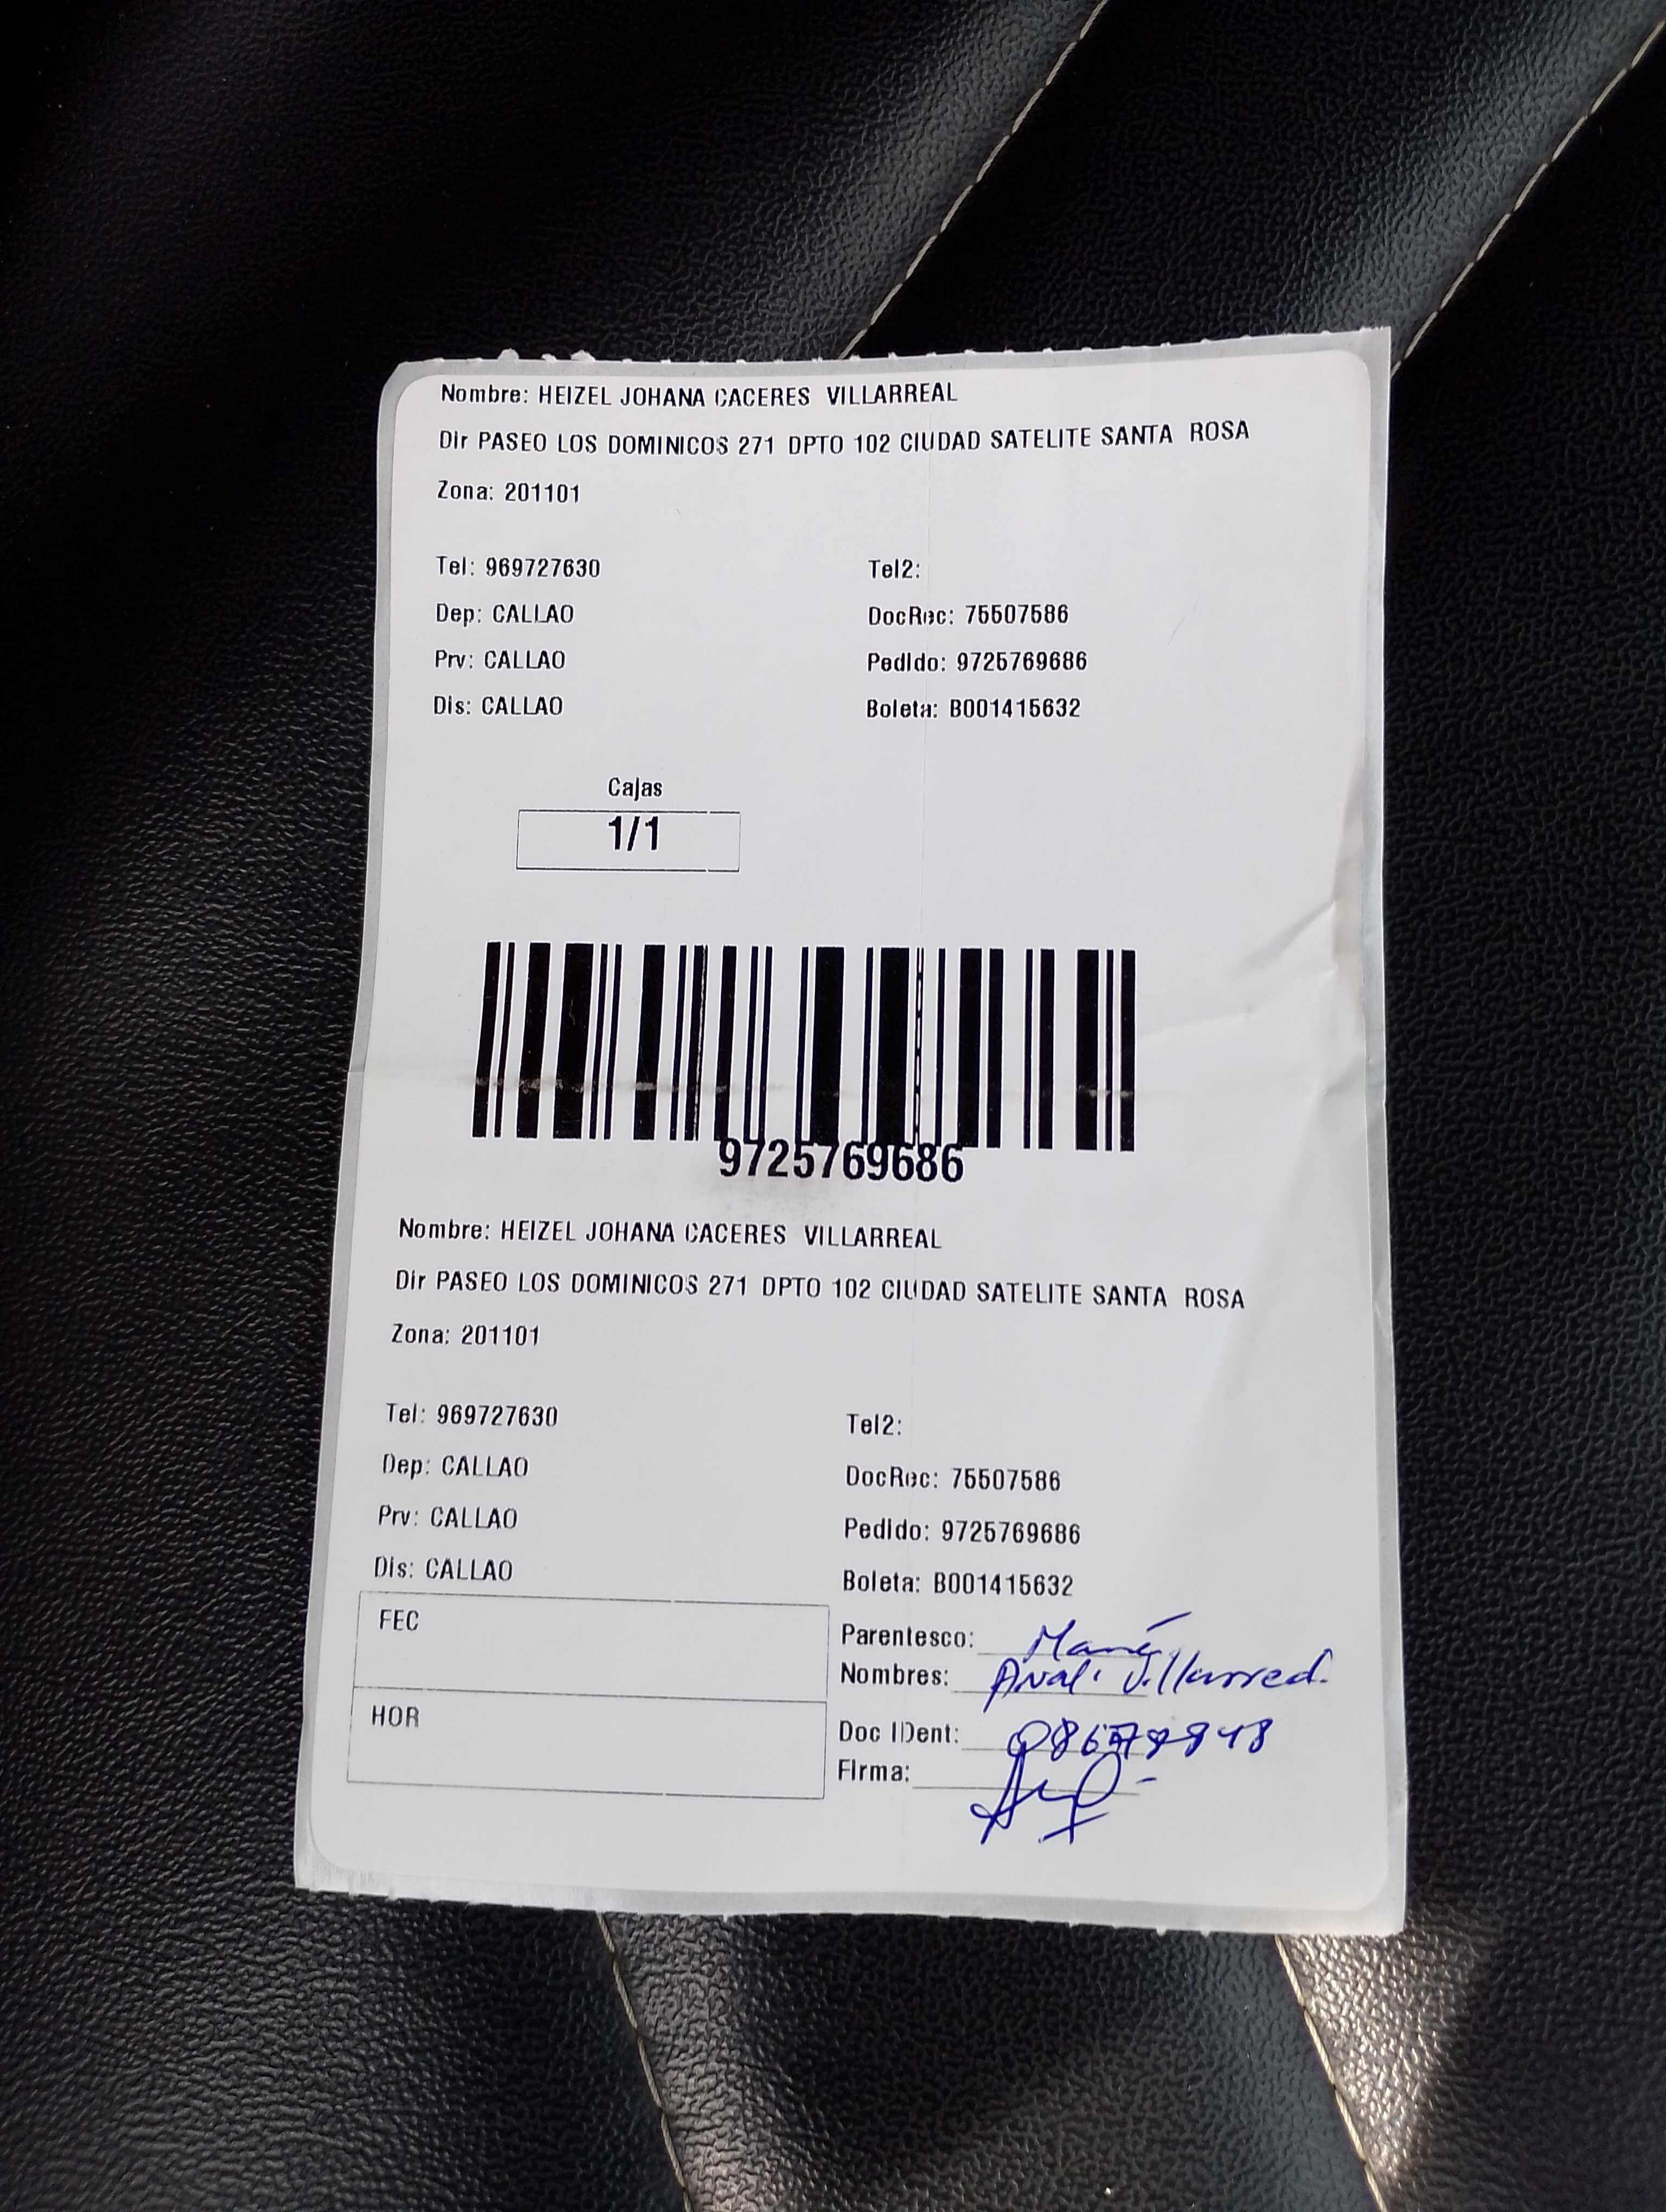 Nombre: HEIZEL JOHANA CACERES VILLARREAL
Dir PASEO LOS DOMINICOS 271 DPTO 102 CIUDAD SATELITE SANTA ROSA
Zona: 201101
Tel: 969727630 Tel2:
Dep: CALLAO DocRec: 75507586
Prv: CALLAO Pedido: 9725769686
Dis: CALLAO Boleta: B001415632
Cajas
1/1
9725769686
Nombre: HEIZEL JOHANA CACERES VILLARREAL
Dir PASEO LOS DOMINICOS 271 DPTO 102 CIUDAD SATELITE SANTA ROSA
Zona: 201101
Tel: 969727630 Tel2:
Dep: CALLAO DocRec: 75507586
Prv: CALLAO Pedido: 9725769686
Dis: CALLAO Boleta: B001415632
FEC
Parentesco: Mamá
Nombres: Villarreal
HOR
Doc IDent:
Firma: